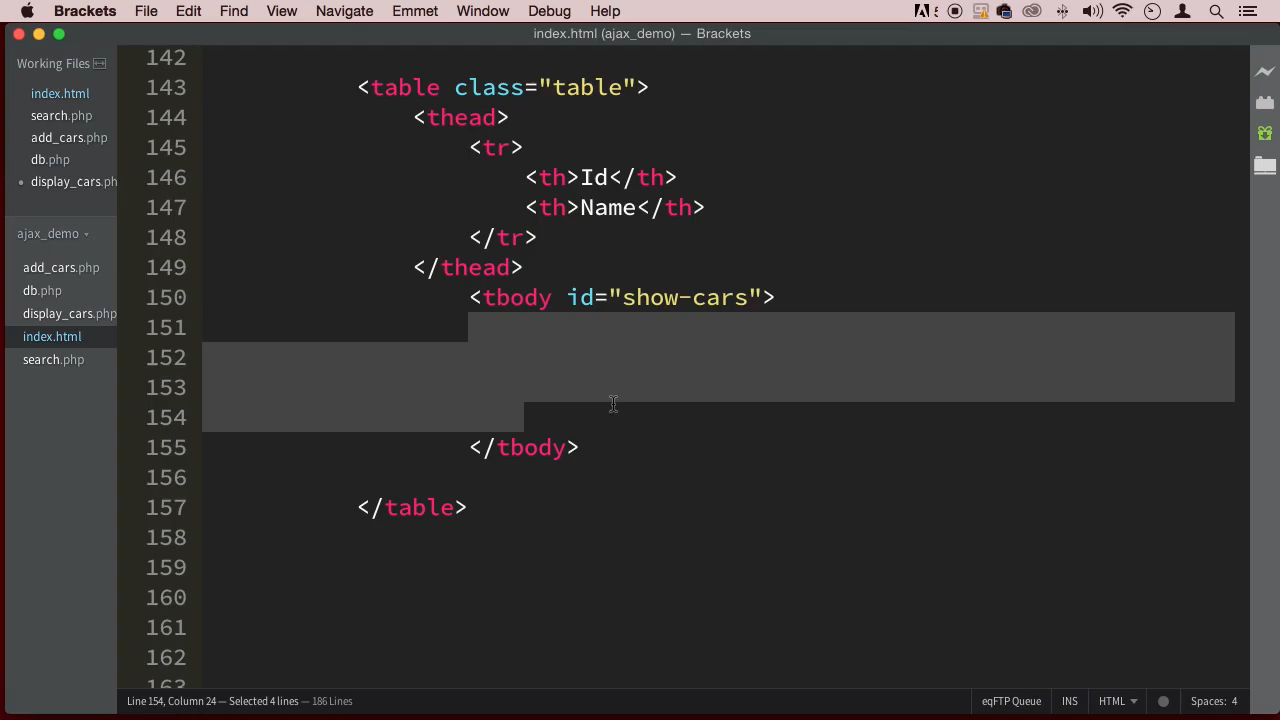 Brackets File Edit Find View Navigate Emmet Window Debug Help
index.html (ajax_demo) — Brackets
Working Files
index.html
search.php
add_cars.php
db.php
• display_cars.ph
ajax_demo
add_cars.php
db.php
display_cars.php
index.html
search.php
142
143 <table class="table">
144 <thead>
145 <tr>
146 <th>Id</th>
147 <th>Name</th>
148 </tr>
149 </thead>
150 <tbody id="show-cars">
151
152
153
154
155 </tbody>
156
157 </table>
158
159
160
161
162
163
Line 154, Column 24 — Selected 4 lines — 186 Lines
eqFTP Queue INS HTML Spaces: 4